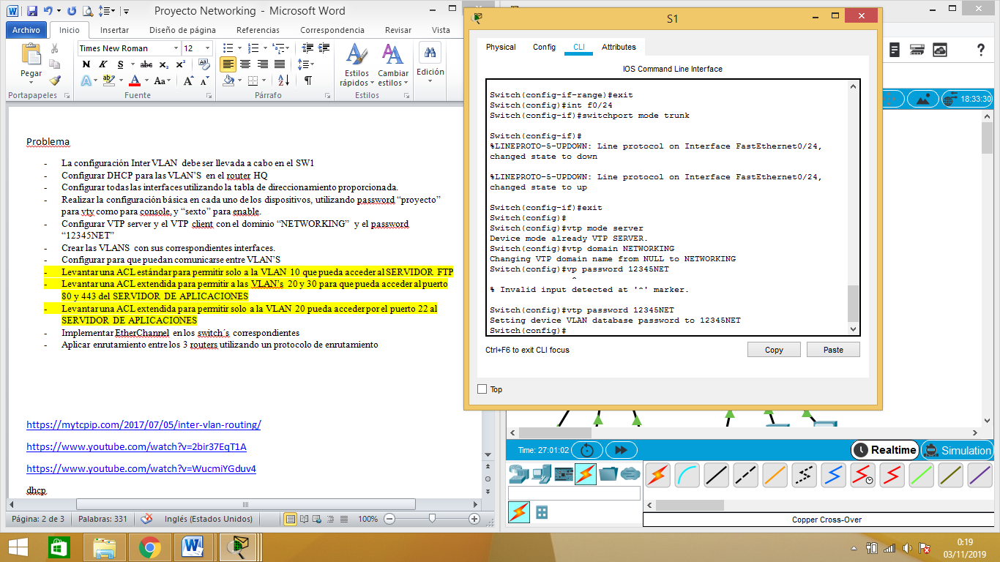 Proyecto Networking - Microsoft Word
Archivo Inicio Insertar Diseño de página Referencias Correspondencia Revisar Vista
Times New Roman 12
Pegar
N K S abc x₂ x²
Aa A A
Estilos rápidos
Cambiar estilos
Edición
Portapapeles Fuente Párrafo Estilos
Problema
- La configuración Inter VLAN debe ser llevada a cabo en el SW1
- Configurar DHCP para las VLAN'S en el router HQ
- Configurar todas las interfaces utilizando la tabla de direccionamiento proporcionada.
- Realizar la configuración básica en cada uno de los dispositivos, utilizando password “proyecto”
para vty como para console, y “sexto” para enable.
- Configurar VTP server y el VTP client con el dominio “NETWORKING” y el password
“12345NET”
- Crear las VLANS con sus correspondientes interfaces.
- Configurar para que puedan comunicarse entre VLAN'S
- Levantar una ACL estándar para permitir solo a la VLAN 10 que pueda acceder al SERVIDOR FTP
- Levantar una ACL extendida para permitir a las VLAN's 20 y 30 para que pueda acceder al puerto
80 y 443 del SERVIDOR DE APLICACIONES
- Levantar una ACL extendida para permitir solo a la VLAN 20 pueda acceder por el puerto 22 al
SERVIDOR DE APLICACIONES
- Implementar EtherChannel en los switch´s correspondientes
- Aplicar enrutamiento entre los 3 routers utilizando un protocolo de enrutamiento
https://mytcpip.com/2017/07/05/inter-vlan-routing/
https://www.youtube.com/watch?v=2bir37EqT1A
https://www.youtube.com/watch?v=WucmiYGduv4
dhcp
Página: 2 de 3 Palabras: 331 Inglés (Estados Unidos) 100%
S1
Physical Config CLI Attributes
IOS Command Line Interface
Switch(config-if-range)#exit
Switch(config)#int f0/24
Switch(config-if)#switchport mode trunk
Switch(config-if)#
%LINEPROTO-5-UPDOWN: Line protocol on Interface FastEthernet0/24,
changed state to down
%LINEPROTO-5-UPDOWN: Line protocol on Interface FastEthernet0/24,
changed state to up
Switch(config-if)#exit
Switch(config)#
Switch(config)#vtp mode server
Device mode already VTP SERVER.
Switch(config)#vtp domain NETWORKING
Changing VTP domain name from NULL to NETWORKING
Switch(config)#vp password 12345NET
^
% Invalid input detected at '^' marker.
Switch(config)#vtp password 12345NET
Setting device VLAN database password to 12345NET
Switch(config)#
Ctrl+F6 to exit CLI focus
Copy Paste
Top
18:33:30
Time: 27:01:02
Realtime Simulation
Copper Cross-Over
0:19
03/11/2019